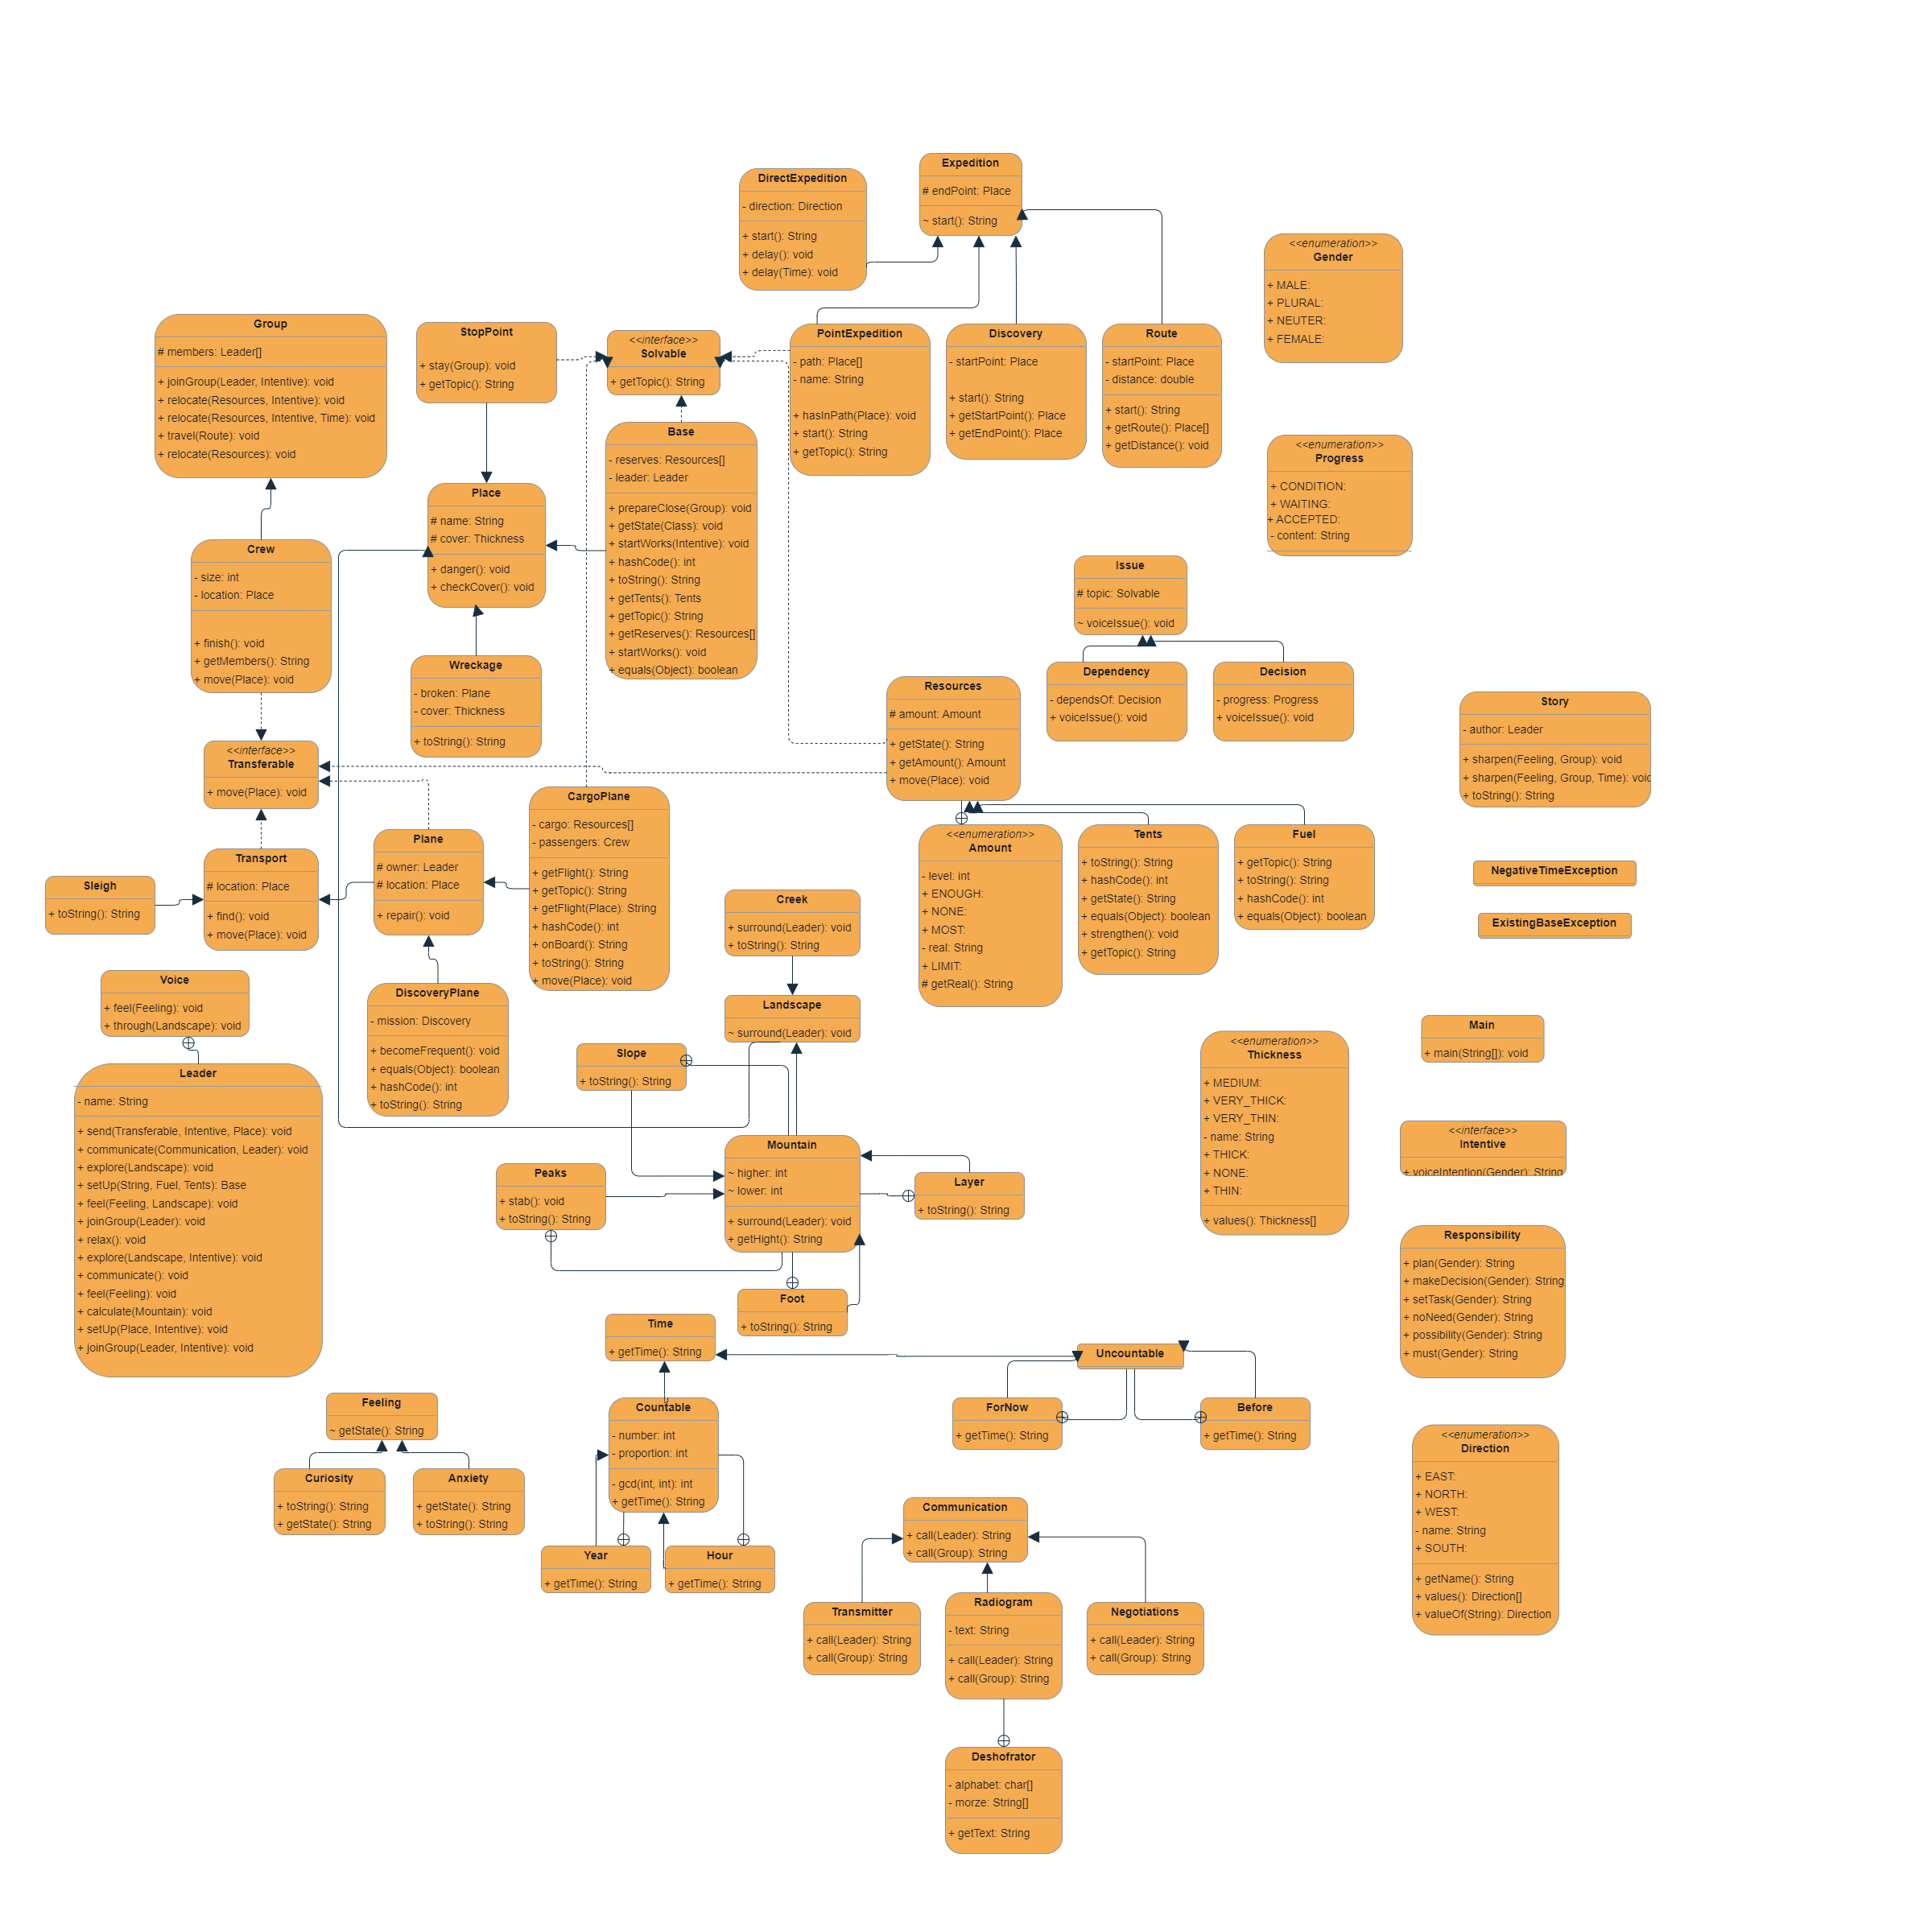 Expedition
# endPoint: Place
~ start(): String
DirectExpedition
- direction: Direction
+ start(): String
+ delay(): void
+ delay(Time): void
<<enumeration>>
Gender
+ MALE:
+ PLURAL:
+ NEUTER:
+ FEMALE:
Group
# members: Leader[]
+ joinGroup(Leader, Intentive): void
+ relocate(Resources, Intentive): void
+ relocate(Resources, Intentive, Time): void
+ travel(Route): void
+ relocate(Resources): void
StopPoint
+ stay(Group): void
+ getTopic(): String
<<interface>>
Solvable
+ getTopic(): String
PointExpedition
- path: Place[]
- name: String
+ hasInPath(Place): void
+ start(): String
+ getTopic(): String
Discovery
- startPoint: Place
+ start(): String
+ getStartPoint(): Place
+ getEndPoint(): Place
Route
- startPoint: Place
- distance: double
+ start(): String
+ getRoute(): Place[]
+ getDistance(): void
Base
- reserves: Resources[]
- leader: Leader
+ prepareClose(Group): void
+ getState(Class): void
+ startWorks(Intentive): void
+ hashCode(): int
+ toString(): String
+ getTents(): Tents
+ getTopic(): String
+ getReserves(): Resources[]
+ startWorks(): void
+ equals(Object): boolean
<<enumeration>>
Progress
+ CONDITION:
+ WAITING:
+ ACCEPTED:
- content: String
Place
# name: String
# cover: Thickness
+ danger(): void
+ checkCover(): void
Crew
- size: int
- location: Place
+ finish(): void
+ getMembers(): String
+ move(Place): void
Issue
# topic: Solvable
~ voiceIssue(): void
Wreckage
- broken: Plane
- cover: Thickness
+ toString(): String
Dependency
- dependsOf: Decision
+ voiceIssue(): void
Decision
- progress: Progress
+ voiceIssue(): void
Resources
# amount: Amount
+ getState(): String
+ getAmount(): Amount
+ move(Place): void
Story
- author: Leader
+ sharpen(Feeling, Group): void
+ sharpen(Feeling, Group, Time): void
+ toString(): String
<<interface>>
Transferable
+ move(Place): void
CargoPlane
- cargo: Resources[]
- passengers: Crew
+ getFlight(): String
+ getTopic(): String
+ getFlight(Place): String
+ hashCode(): int
+ onBoard(): String
+ toString(): String
+ move(Place): void
Plane
# owner: Leader
# location: Place
+ repair(): void
<<enumeration>>
Amount
- level: int
+ ENOUGH:
+ NONE:
+ MOST:
- real: String
+ LIMIT:
# getReal(): String
Tents
+ toString(): String
+ hashCode(): int
+ getState(): String
+ equals(Object): boolean
+ strengthen(): void
+ getTopic(): String
Fuel
+ getTopic(): String
+ toString(): String
+ hashCode(): int
+ equals(Object): boolean
Transport
# location: Place
+ find(): void
+ move(Place): void
NegativeTimeException
Sleigh
+ toString(): String
Creek
+ surround(Leader): void
+ toString(): String
ExistingBaseException
Voice
+ feel(Feeling): void
+ through(Landscape): void
DiscoveryPlane
- mission: Discovery
+ becomeFrequent(): void
+ equals(Object): boolean
+ hashCode(): int
+ toString(): String
Landscape
~ surround(Leader): void
Main
+ main(String[]): void
<<enumeration>>
Thickness
+ MEDIUM:
+ VERY_THICK:
+ VERY_THIN:
- name: String
+ THICK:
+ NONE:
+ THIN:
+ values(): Thickness[]
Slope
+ toString(): String
Leader
- name: String
+ send(Transferable, Intentive, Place): void
+ communicate(Communication, Leader): void
+ explore(Landscape): void
+ setUp(String, Fuel, Tents): Base
+ feel(Feeling, Landscape): void
+ joinGroup(Leader): void
+ relax(): void
+ explore(Landscape, Intentive): void
+ communicate(): void
+ feel(Feeling): void
+ calculate(Mountain): void
+ setUp(Place, Intentive): void
+ joinGroup(Leader, Intentive): void
<<interface>>
Intentive
+ voiceIntention(Gender): String
Mountain
~ higher: int
~ lower: int
+ surround(Leader): void
+ getHight(): String
Peaks
+ stab(): void
+ toString(): String
Layer
+ toString(): String
Responsibility
+ plan(Gender): String
+ makeDecision(Gender): String
+ setTask(Gender): String
+ noNeed(Gender): String
+ possibility(Gender): String
+ must(Gender): String
Foot
+ toString(): String
Time
+ getTime(): String
Uncountable
Feeling
~ getState(): String
Countable
- number: int
- proportion: int
- gcd(int, int): int
+ getTime(): String
ForNow
+ getTime(): String
Before
+ getTime(): String
<<enumeration>>
Direction
+ EAST:
+ NORTH:
+ WEST:
- name: String
+ SOUTH:
+ getName(): String
+ values(): Direction[]
+ valueOf(String): Direction
Curiosity
+ toString(): String
+ getState(): String
Anxiety
+ getState(): String
+ toString(): String
Communication
+ call(Leader): String
+ call(Group): String
Year
+ getTime(): String
Hour
+ getTime(): String
Transmitter
+ call(Leader): String
+ call(Group): String
Radiogram
- text: String
+ call(Leader): String
+ call(Group): String
Negotiations
+ call(Leader): String
+ call(Group): String
Deshofrator
- alphabet: char[]
- morze: String[]
+ getText: String